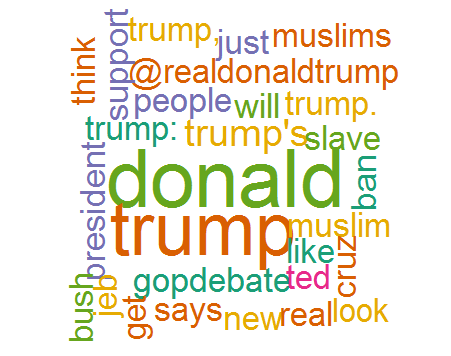 support
think
trump,
just
muslims
@realdonaldtrump
people
will
trump.
trump:
trump's
slave
donald
ban
president
trump
muslim
like
cruz
ted
gopdebate
bush
jeb
get
says
new
real
look